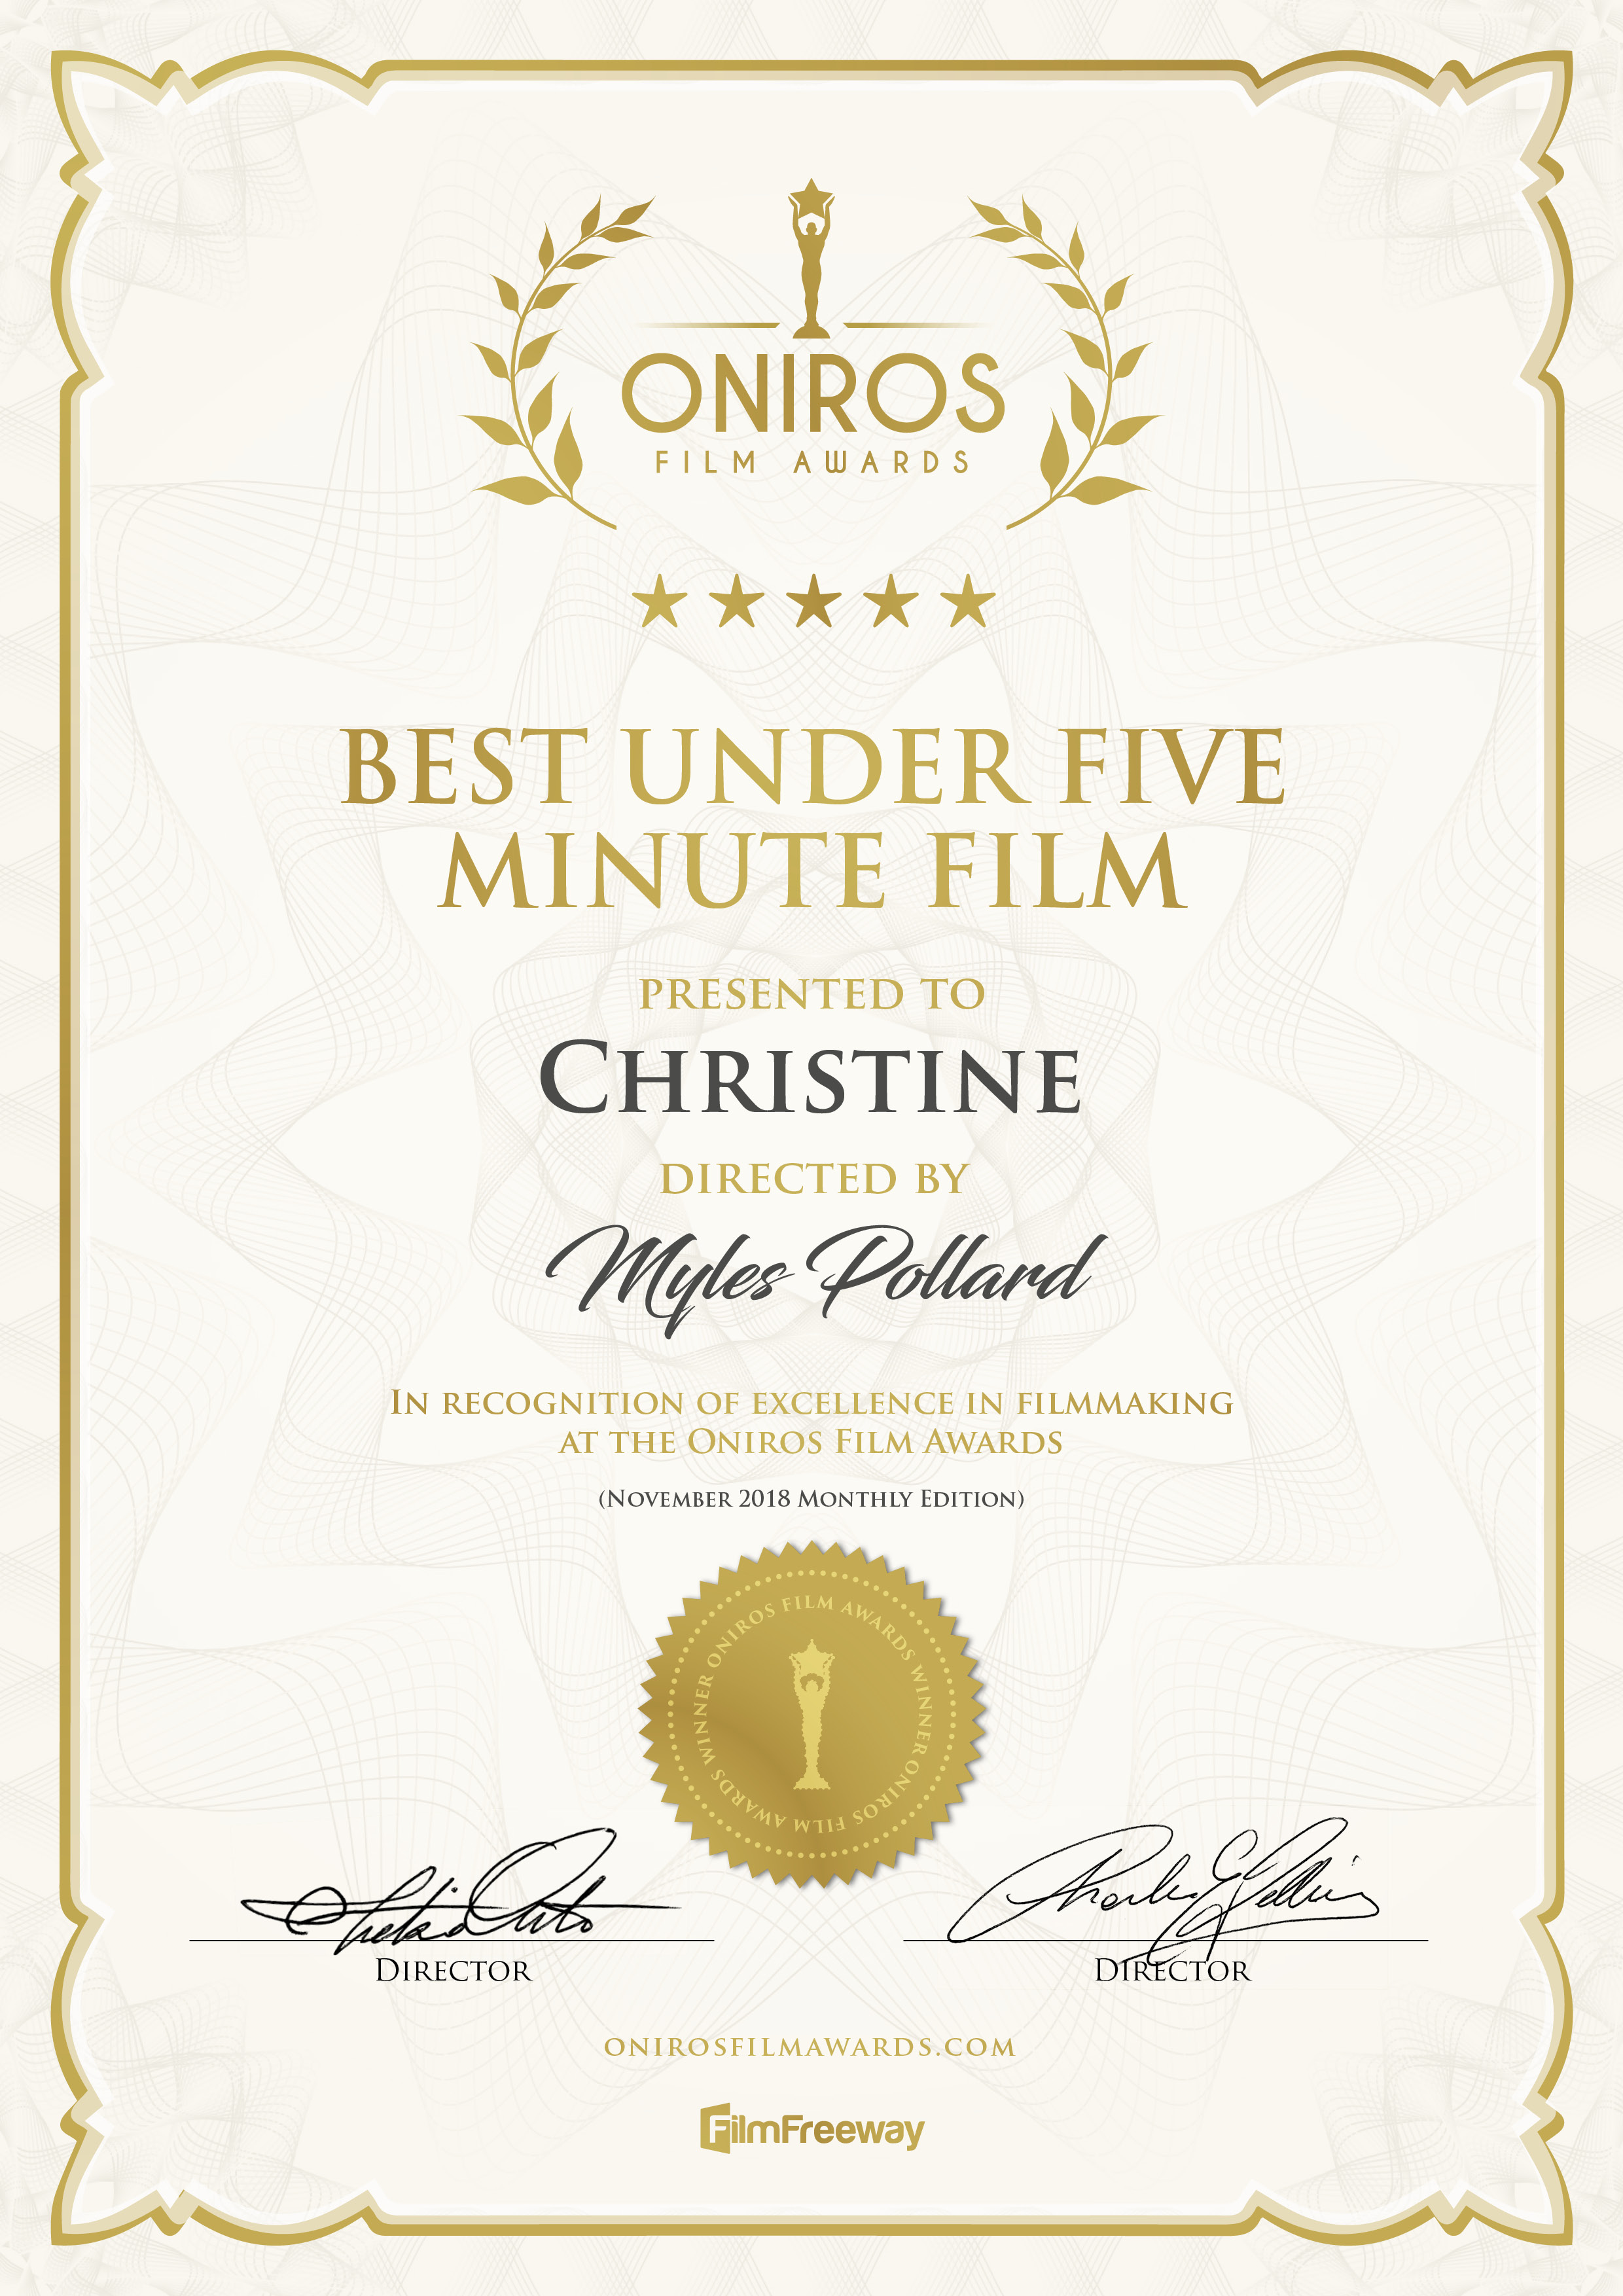 ONIROS
FILM AWARDS
BEST UNDER FIVE
MINUTE FILM
PRESENTED TO
CHRISTINE
DIRECTED BY
Myles Pollard
IN RECOGNITION OF EXCELLENCE IN FILMMAKING
AT THE ONIROS FILM AWARDS
(NOVEMBER 2018 MONTHLY EDITION)
ONIROS FILM AWARDS WINNER ONIROS FILM AWARDS WINNER
DIRECTOR
DIRECTOR
ONIROSFILMAWARDS.COM
FilmFreeway